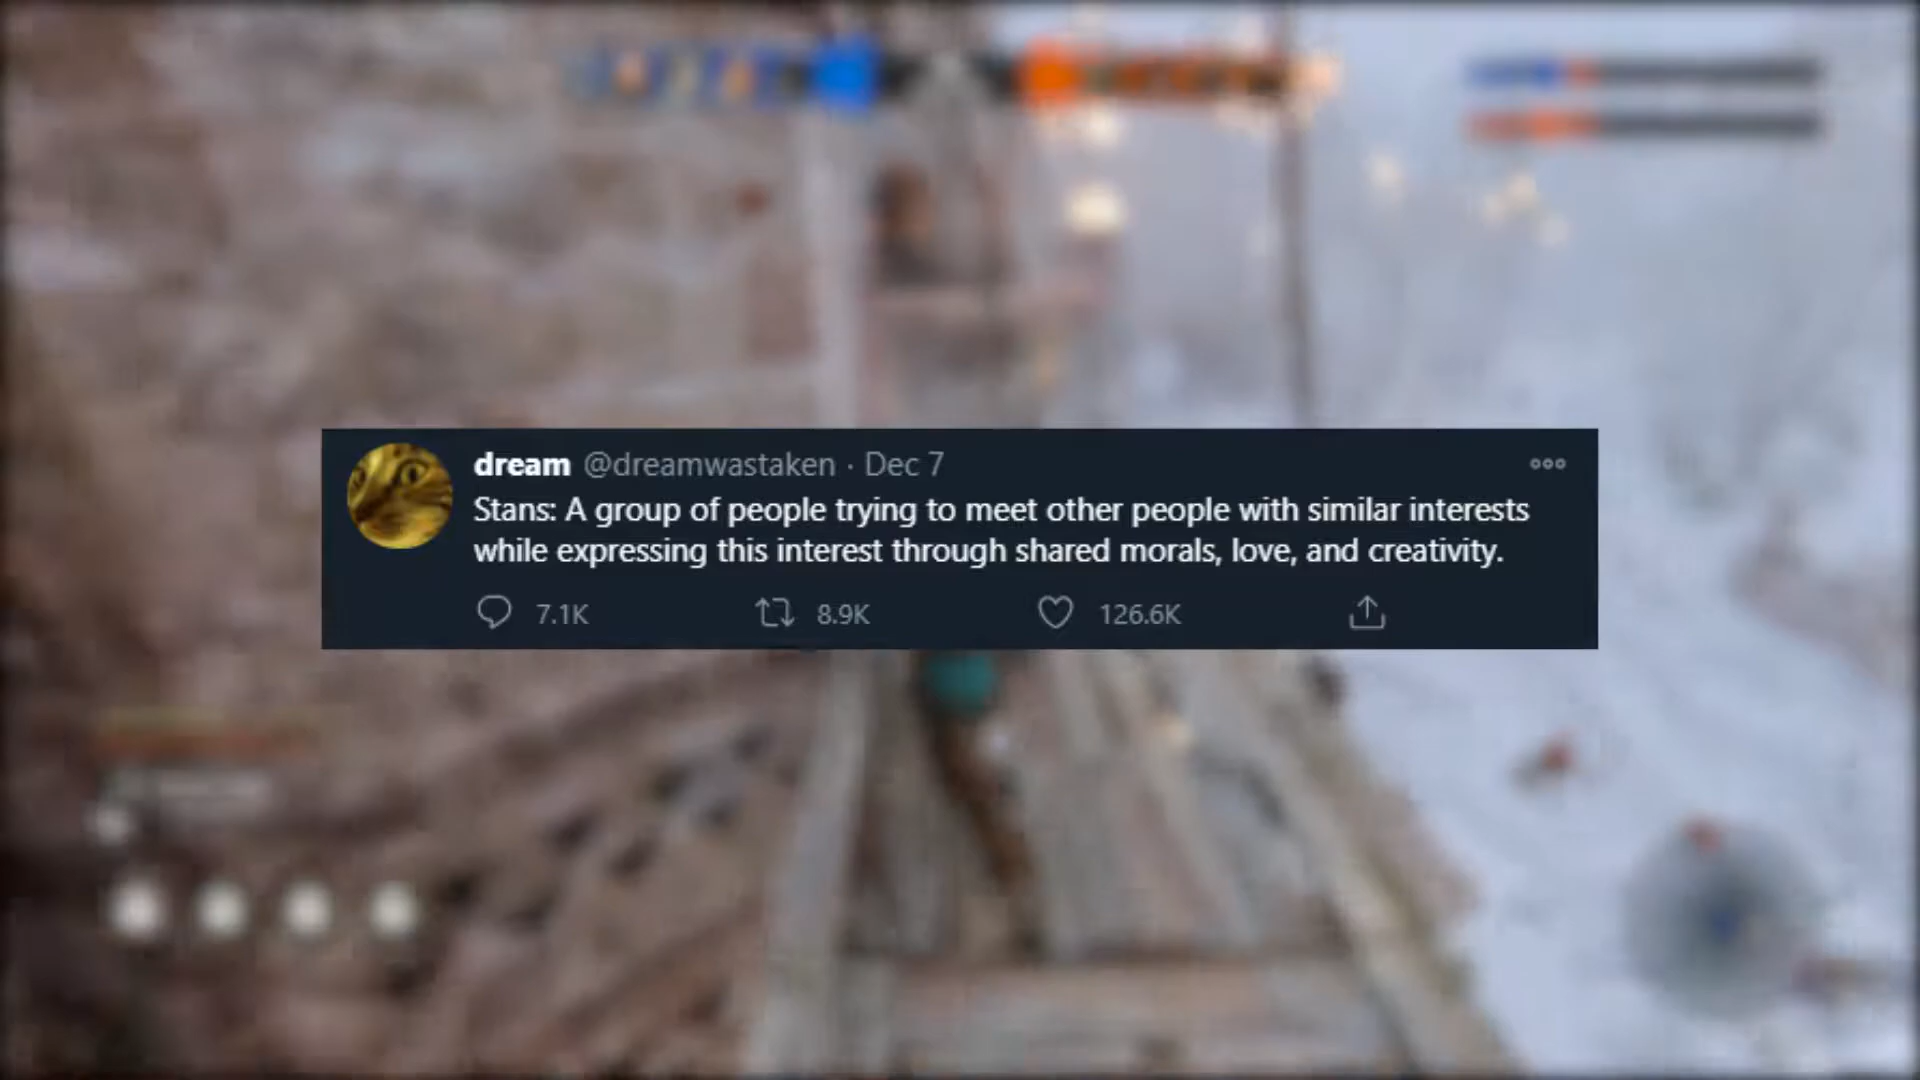 dream @dreamwastaken · Dec 7
Stans: A group of people trying to meet other people with similar interests
while expressing this interest through shared morals, love, and creativity.
7.1K 8.9K 126.6K